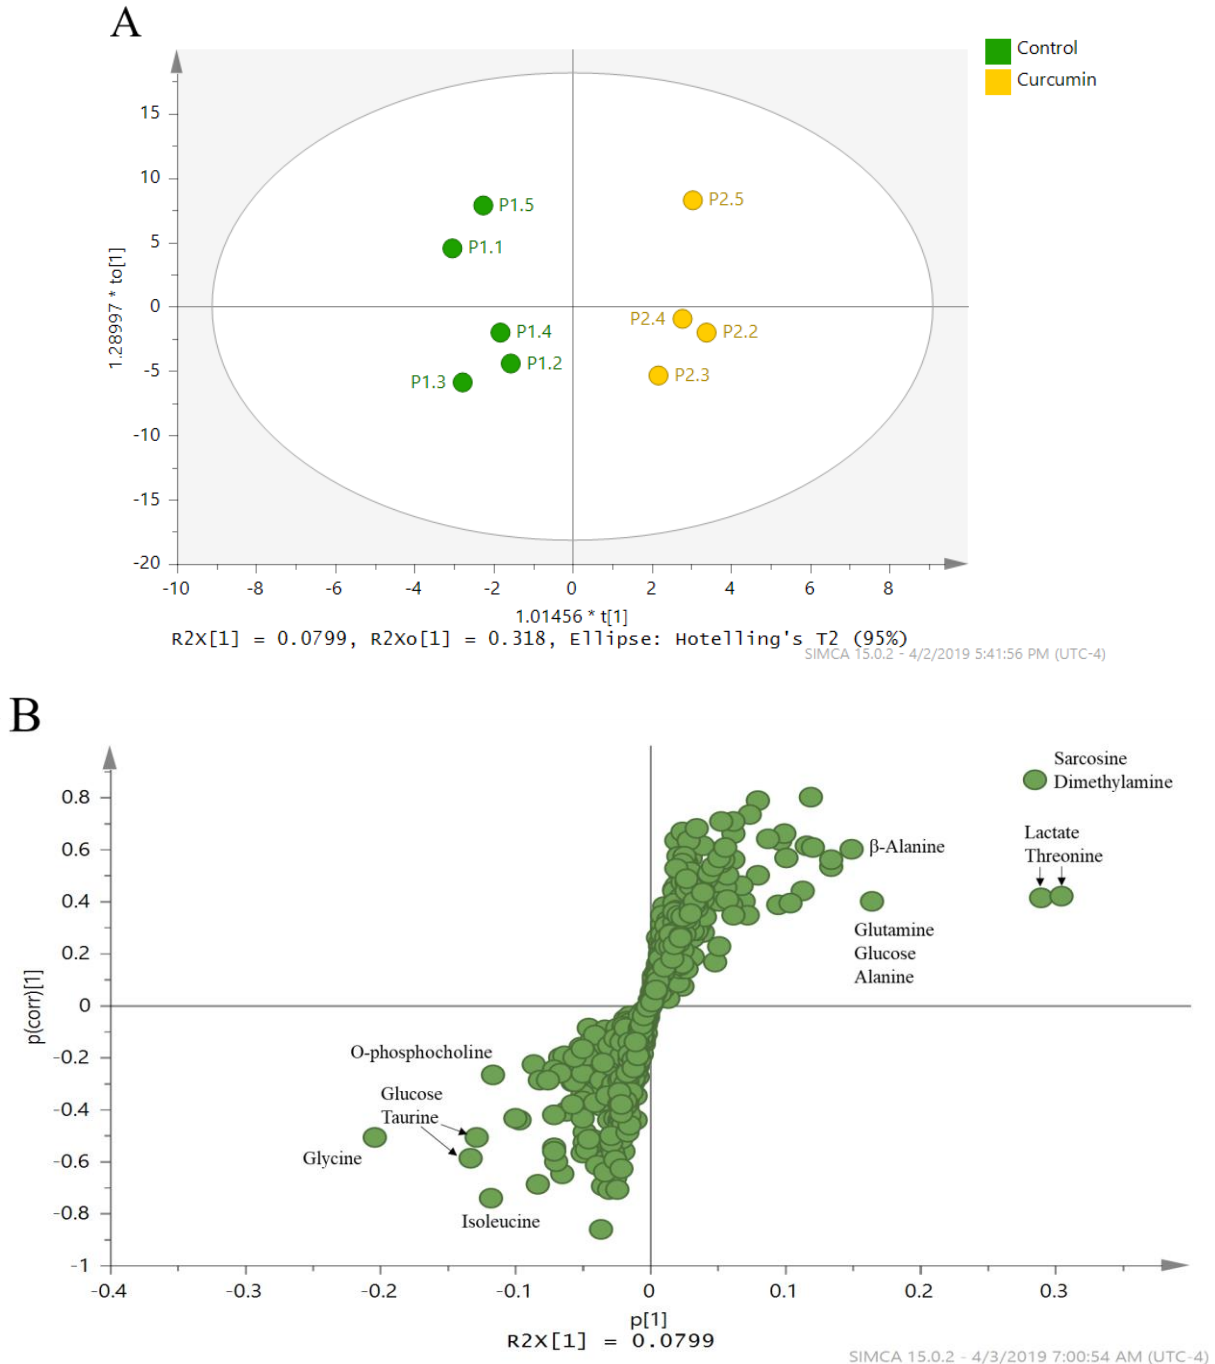 A
Control
Curcumin
15
10
5
0
-5
-10
-15
-20
1.28997 * to[1]
P1.5
P2.5
P1.1
P2.4
P1.4
P2.2
P1.2
P1.3
P2.3
-10
-8
-6
-4
-2
0
2
4
6
8
1.01456 * t[1]
R2X[1] = 0.0799, R2Xo[1] = 0.318, Ellipse: Hotelling's T2 (95%)
SIMCA 15.0.2 - 4/2/2019 5:41:56 PM (UTC-4)
B
0.8
0.6
0.4
0.2
0
-0.2
-0.4
-0.6
-0.8
-1
p(corr)[1]
Sarcosine
Dimethylamine
Lactate
Threonine
β-Alanine
Glutamine
Glucose
Alanine
O-phosphocholine
Glucose
Taurine
Glycine
Isoleucine
-0.4
-0.3
-0.2
-0.1
0
0.1
0.2
0.3
p[1]
R2X[1] = 0.0799
SIMCA 15.0.2 - 4/3/2019 7:00:54 AM (UTC-4)